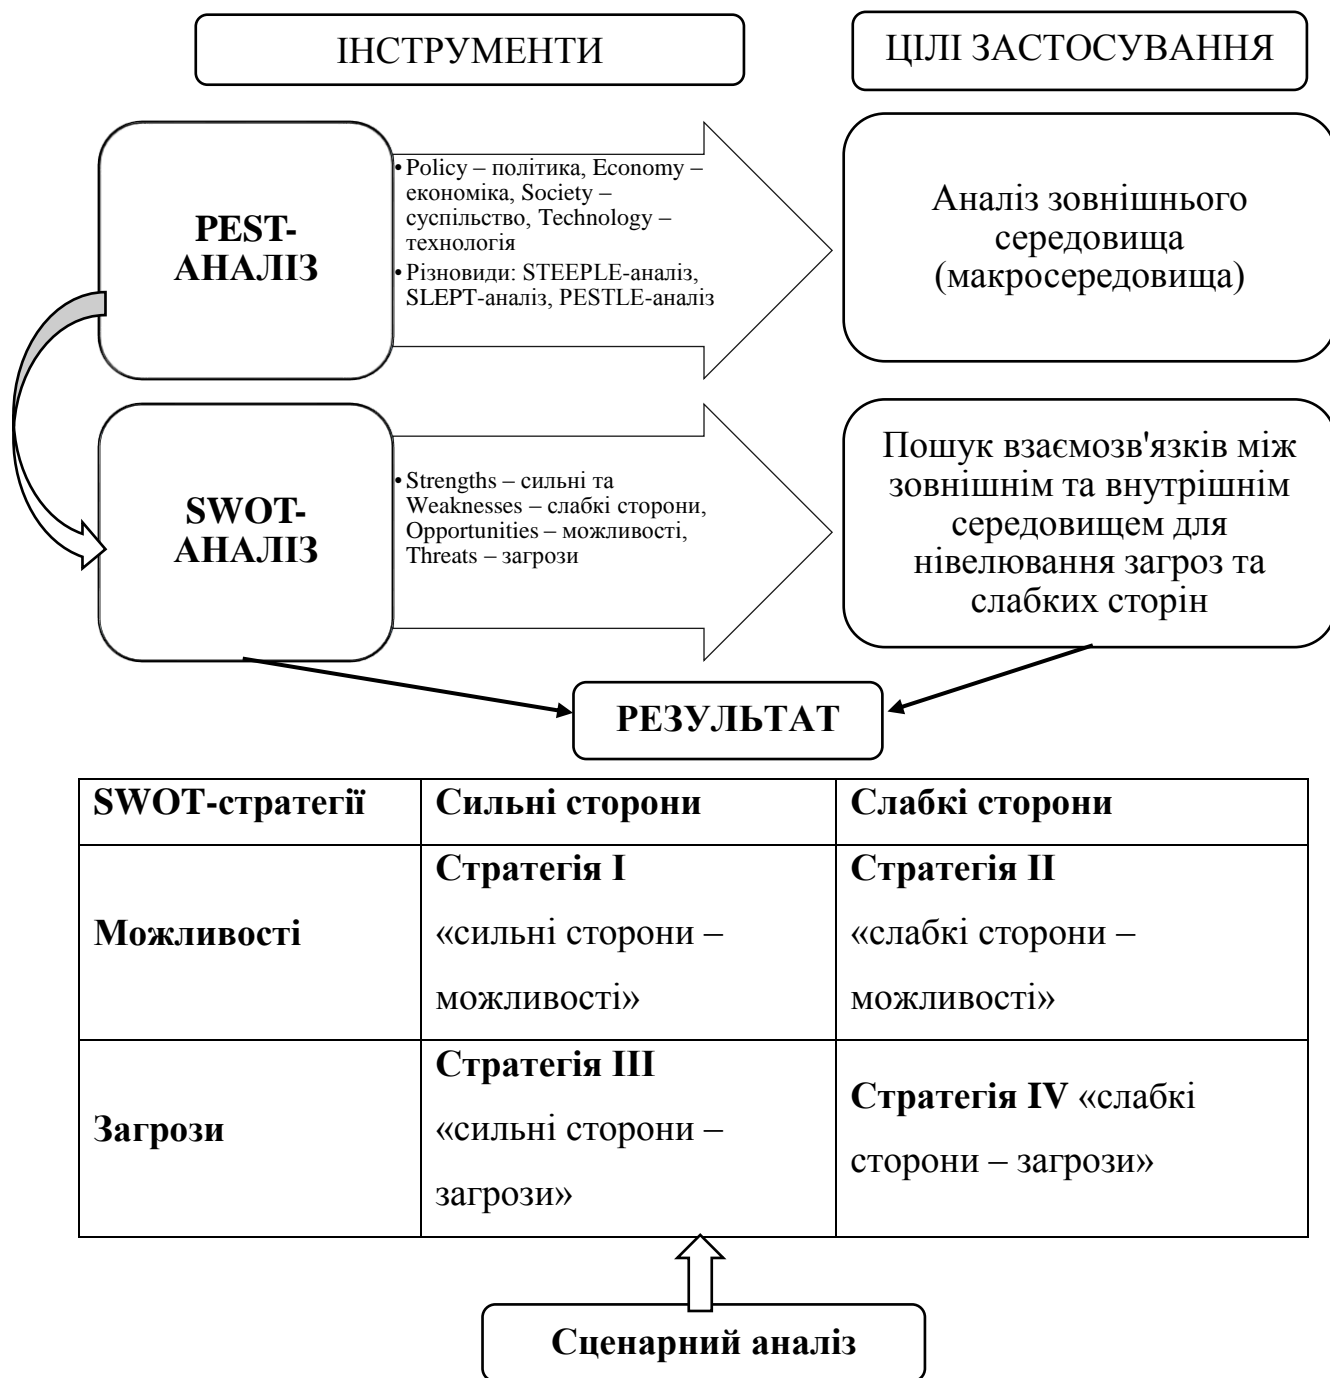 ІНСТРУМЕНТИ
ЦІЛІ ЗАСТОСУВАННЯ
PEST-
АНАЛІЗ
• Policy – політика, Economy –
економіка, Society –
суспільство, Technology –
технологія
• Різновиди: STEEPLE-аналіз,
SLEPT-аналіз, PESTLE-аналіз
Аналіз зовнішнього
середовища
(макросередовища)
SWOT-
АНАЛІЗ
• Strengths – сильні та
Weaknesses – слабкі сторони,
Opportunities – можливості,
Threats – загрози
Пошук взаємозв'язків між
зовнішнім та внутрішнім
середовищем для
нівелювання загроз та
слабких сторін
РЕЗУЛЬТАТ
SWOT-стратегії
Сильні сторони
Слабкі сторони
Можливості
Стратегія I
«сильні сторони –
можливості»
Стратегія II
«слабкі сторони –
можливості»
Загрози
Стратегія III
«сильні сторони –
загрози»
Стратегія IV «слабкі
сторони – загрози»
Сценарний аналіз